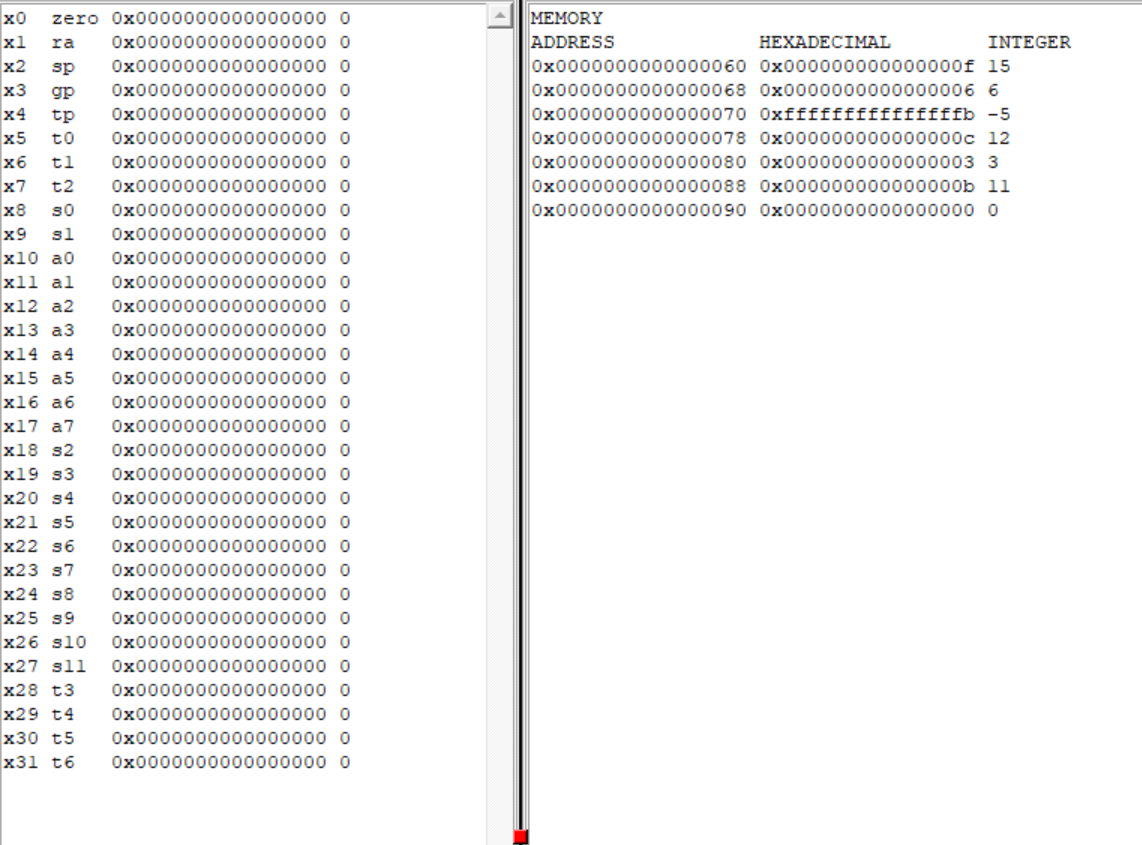 x0 zero 0x0000000000000000 0
x1 ra 0x0000000000000000 0
x2 sp 0x0000000000000000 0
x3 gp 0x0000000000000000 0
x4 tp 0x0000000000000000 0
x5 t0 0x0000000000000000 0
x6 t1 0x0000000000000000 0
x7 t2 0x0000000000000000 0
x8 s0 0x0000000000000000 0
x9 s1 0x0000000000000000 0
x10 a0 0x0000000000000000 0
x11 a1 0x0000000000000000 0
x12 a2 0x0000000000000000 0
x13 a3 0x0000000000000000 0
x14 a4 0x0000000000000000 0
x15 a5 0x0000000000000000 0
x16 a6 0x0000000000000000 0
x17 a7 0x0000000000000000 0
x18 s2 0x0000000000000000 0
x19 s3 0x0000000000000000 0
x20 s4 0x0000000000000000 0
x21 s5 0x0000000000000000 0
x22 s6 0x0000000000000000 0
x23 s7 0x0000000000000000 0
x24 s8 0x0000000000000000 0
x25 s9 0x0000000000000000 0
x26 s10 0x0000000000000000 0
x27 s11 0x0000000000000000 0
x28 t3 0x0000000000000000 0
x29 t4 0x0000000000000000 0
x30 t5 0x0000000000000000 0
x31 t6 0x0000000000000000 0
MEMORY
ADDRESS HEXADECIMAL INTEGER
0x0000000000000060 0x000000000000000f 15
0x0000000000000068 0x0000000000000006 6
0x0000000000000070 0xfffffffffffffffb -5
0x0000000000000078 0x000000000000000c 12
0x0000000000000080 0x0000000000000003 3
0x0000000000000088 0x000000000000000b 11
0x0000000000000090 0x0000000000000000 0